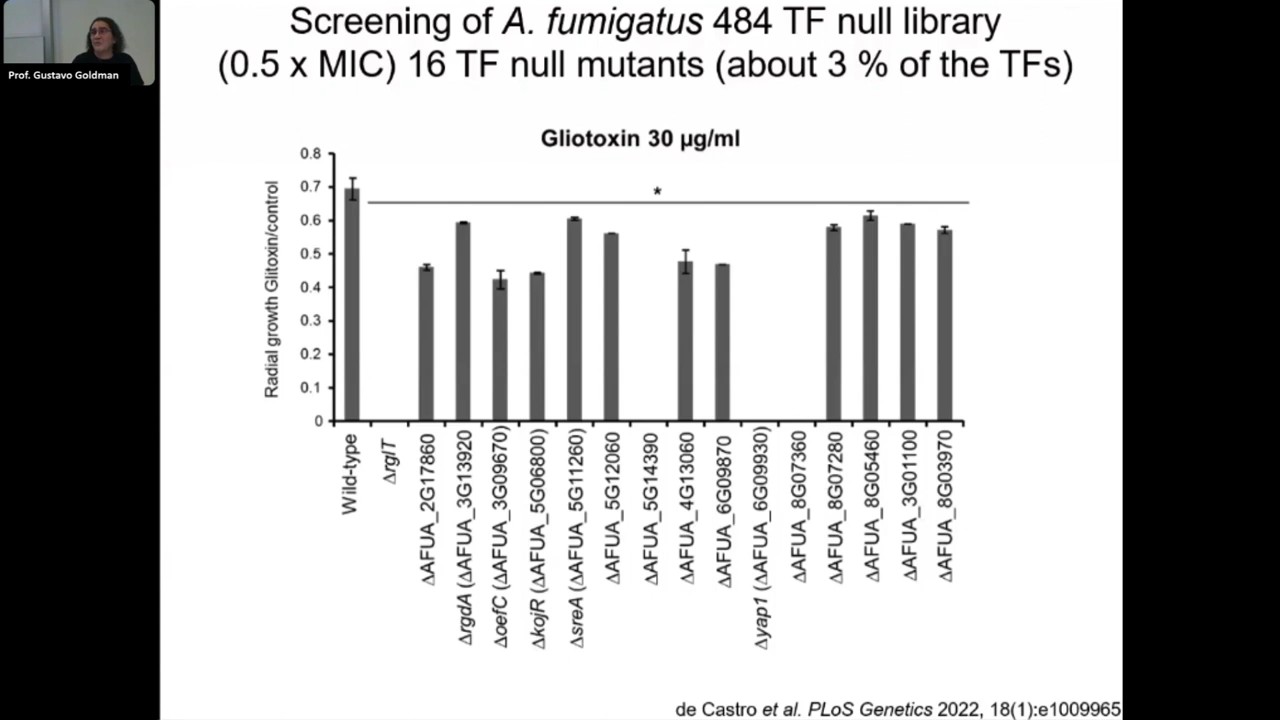 Prof. Gustavo Goldman
Screening of A. fumigatus 484 TF null library
(0.5 x MIC) 16 TF null mutants (about 3 % of the TFs)
Gliotoxin 30 µg/ml
Radial growth Glitoxin/control
0.8
0.7
0.6
0.5
0.4
0.3
0.2
0.1
0
*
Wild-type
ΔrglT
ΔAFUA_2G17860
ΔrgdA (ΔAFUA_3G13920)
ΔoefC (ΔAFUA_3G09670)
ΔkojR (ΔAFUA_5G06800)
ΔsreA (ΔAFUA_5G11260)
ΔAFUA_5G12060
ΔAFUA_5G14390
ΔAFUA_4G13060
ΔAFUA_6G09870
Δyap1 (ΔAFUA_6G09930)
ΔAFUA_8G07360
ΔAFUA_8G07280
ΔAFUA_8G05460
ΔAFUA_3G01100
ΔAFUA_8G03970
de Castro et al. PLoS Genetics 2022, 18(1):e1009965